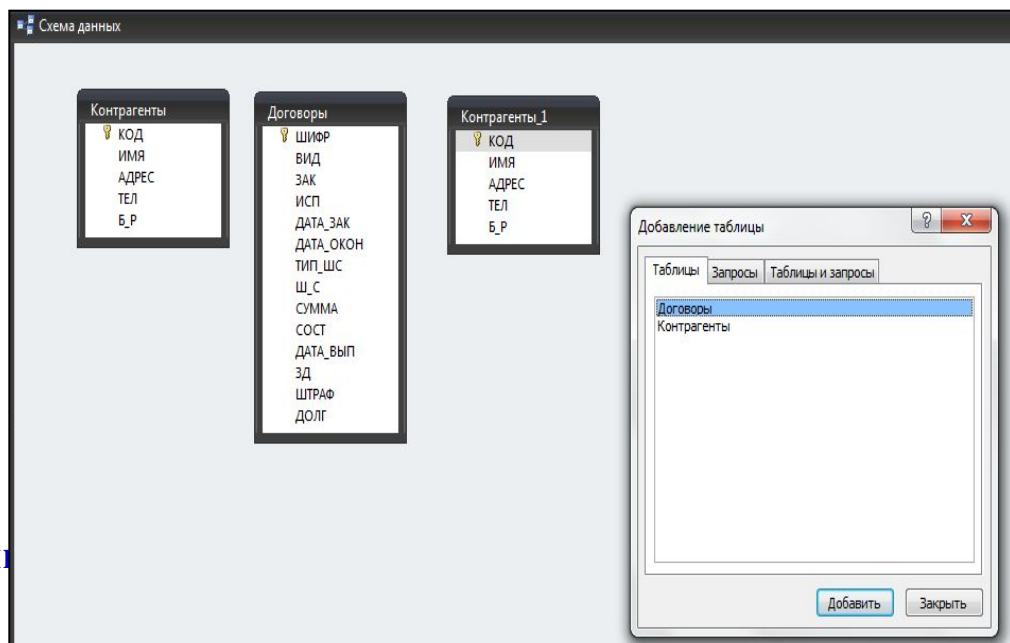 Схема данных
Контрагенты
КОД
ИМЯ
АДРЕС
ТЕЛ
Б_Р
Договоры
ШИФР
ВИД
ЗАК
ИСП
ДАТА_ЗАК
ДАТА_ОКОН
ТИП_ШС
Ш_С
СУММА
СОСТ
ДАТА_ВЫП
ЗД
ШТРАФ
ДОЛГ
Контрагенты_1
КОД
ИМЯ
АДРЕС
ТЕЛ
Б_Р
Добавление таблицы
Таблицы Запросы Таблицы и запросы
Договоры
Контрагенты
Добавить Закрыть